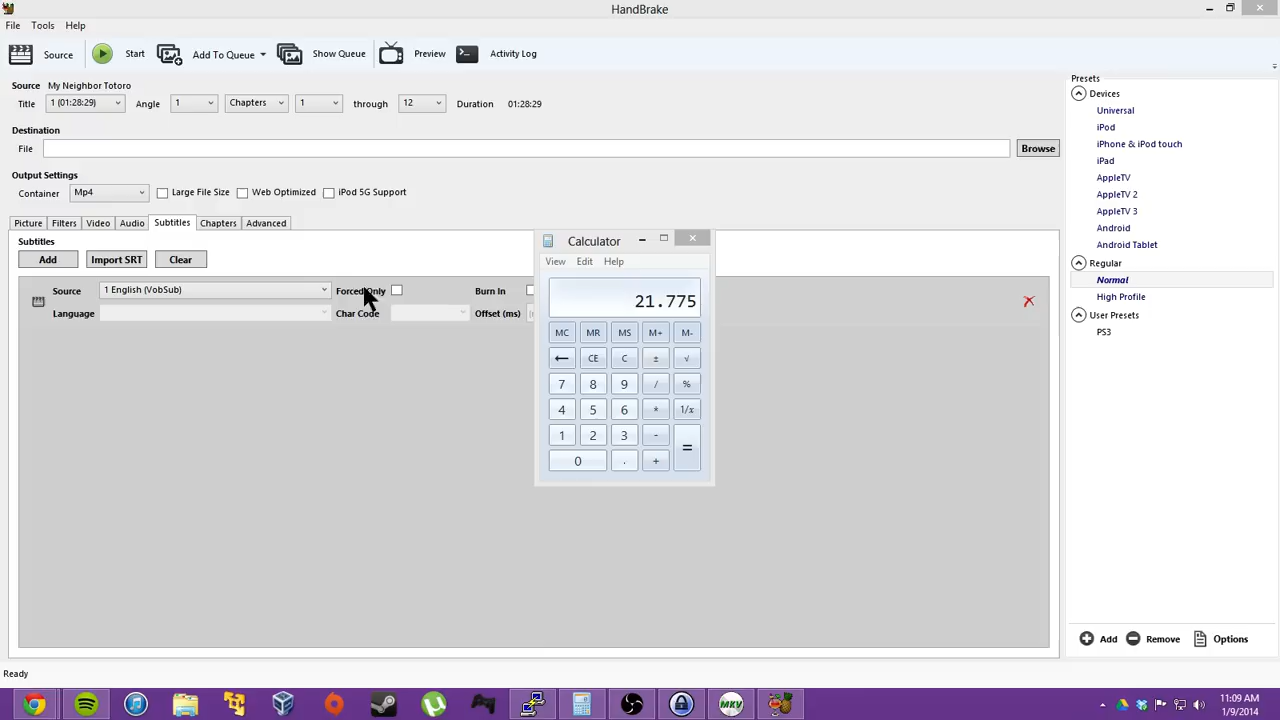 HandBrake
File Tools Help
Source Start Add To Queue Show Queue Preview Activity Log
Source My Neighbor Totoro
Title 1 (01:28:29) Angle 1 Chapters 1 through 12 Duration 01:28:29
Destination
File Browse
Output Settings
Container Mp4 Large File Size Web Optimized iPod 5G Support
Picture Filters Video Audio Subtitles Chapters Advanced
Subtitles
Add Import SRT Clear
Source 1 English (VobSub) Forced Only Burn In
Language Char Code Offset (ms)
Calculator
View Edit Help
21.775
MC MR MS M+ M-
← CE C ± √
7 8 9 / %
4 5 6 * 1/x
1 2 3 - =
0 . +
Presets
Devices
Universal
iPod
iPhone & iPod touch
iPad
AppleTV
AppleTV 2
AppleTV 3
Android
Android Tablet
Regular
Normal
High Profile
User Presets
PS3
Add Remove Options
Ready
MKV
11:09 AM
1/9/2014